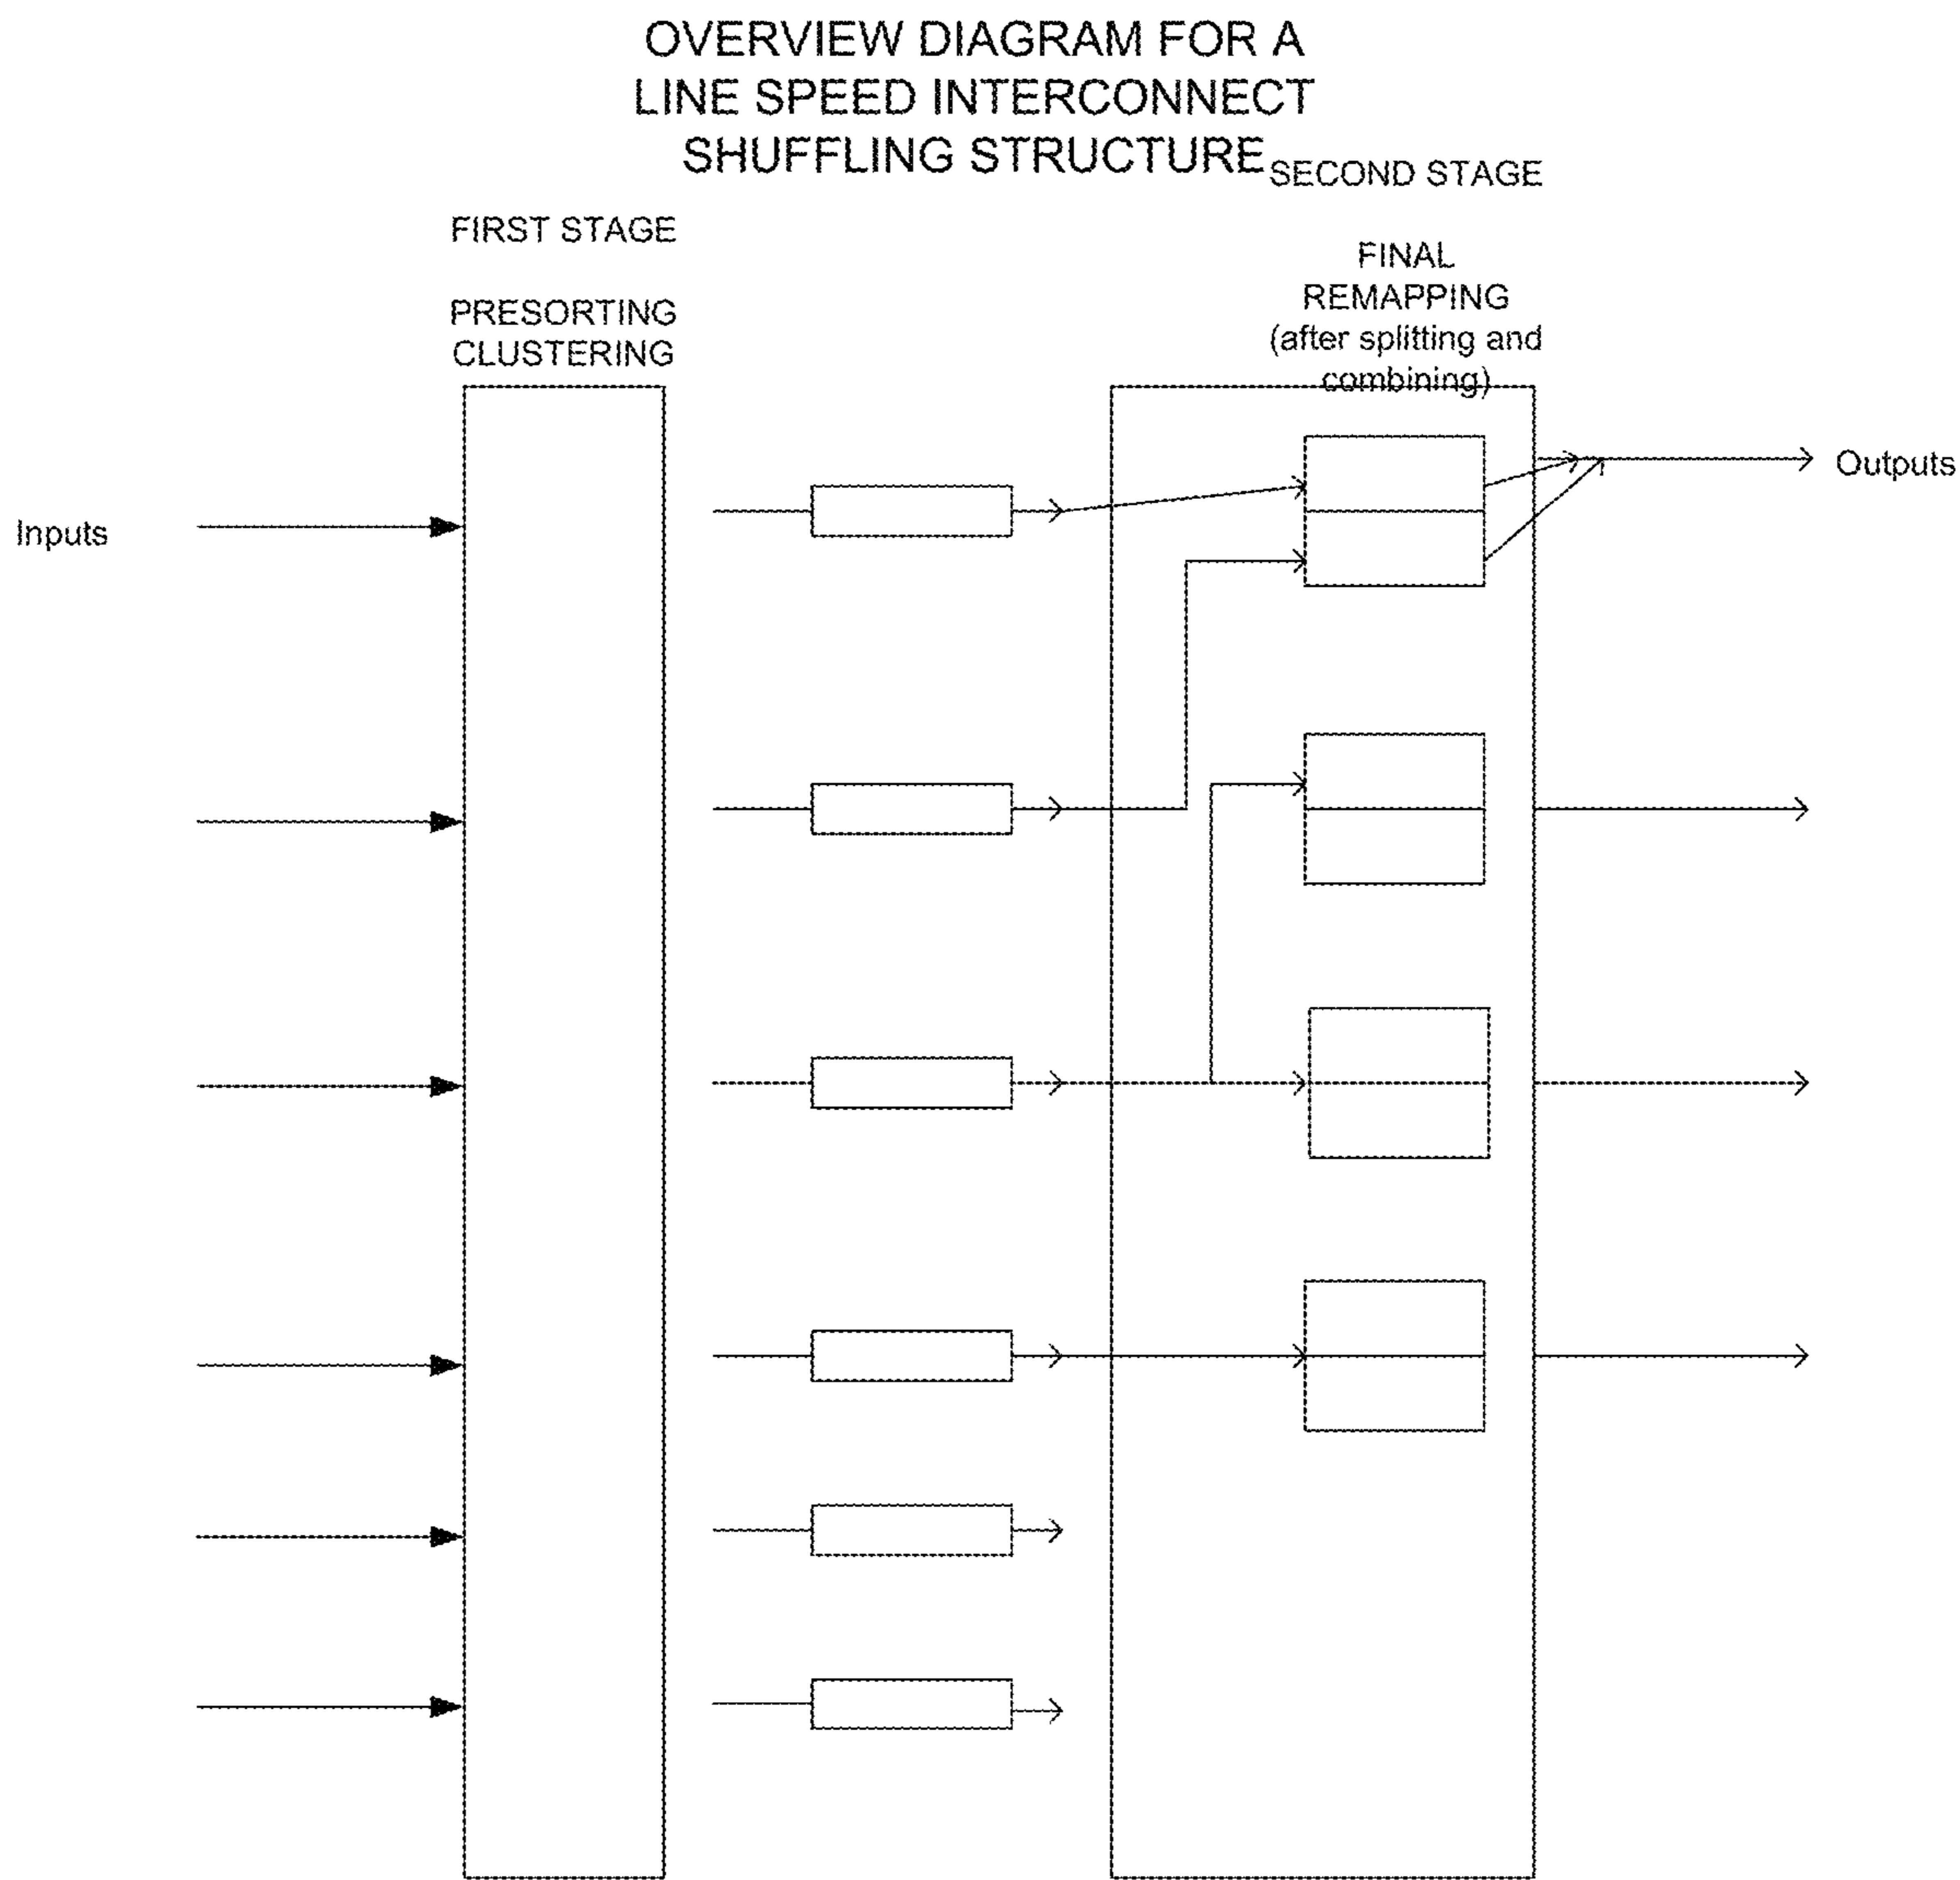 OVERVIEW DIAGRAM FOR A
LINE SPEED INTERCONNECT
SHUFFLING STRUCTURE
SECOND STAGE
FIRST STAGE
FINAL
REMAPPING
(after splitting and
combining)
PRESORTING
CLUSTERING
Outputs
Inputs